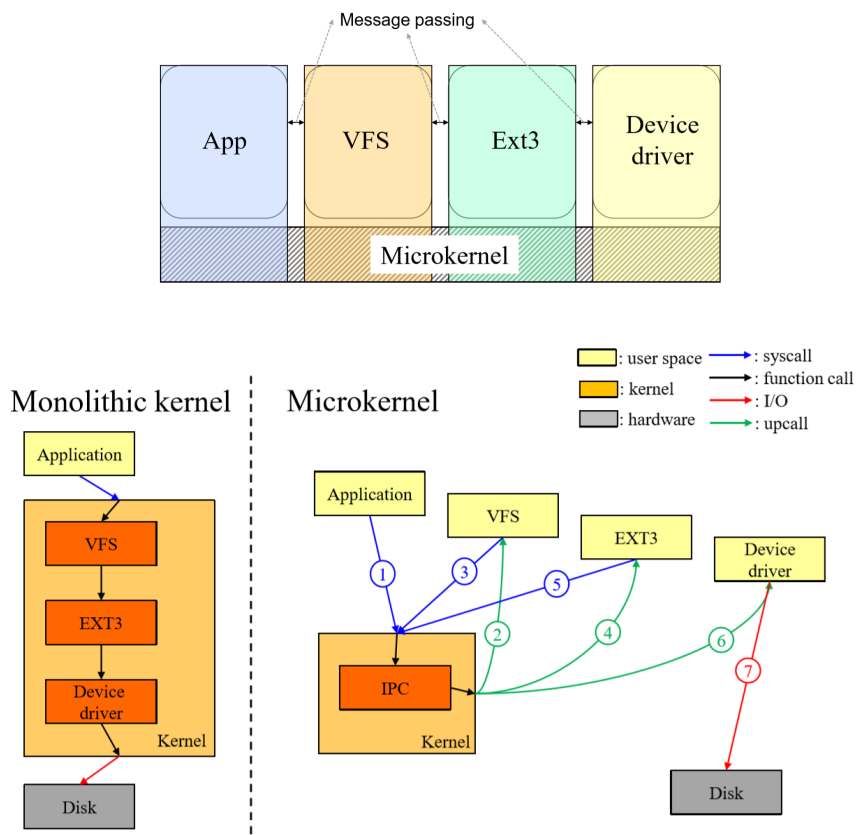 Message passing
App
VFS
Ext3
Device
driver
Microkernel
: user space
: syscall
: kernel
: function call
: hardware
: I/O
: upcall
Monolithic kernel
Microkernel
Application
VFS
EXT3
Device
driver
Kernel
Disk
Application
VFS
EXT3
Device
driver
1
3
5
2
4
6
7
IPC
Kernel
Disk